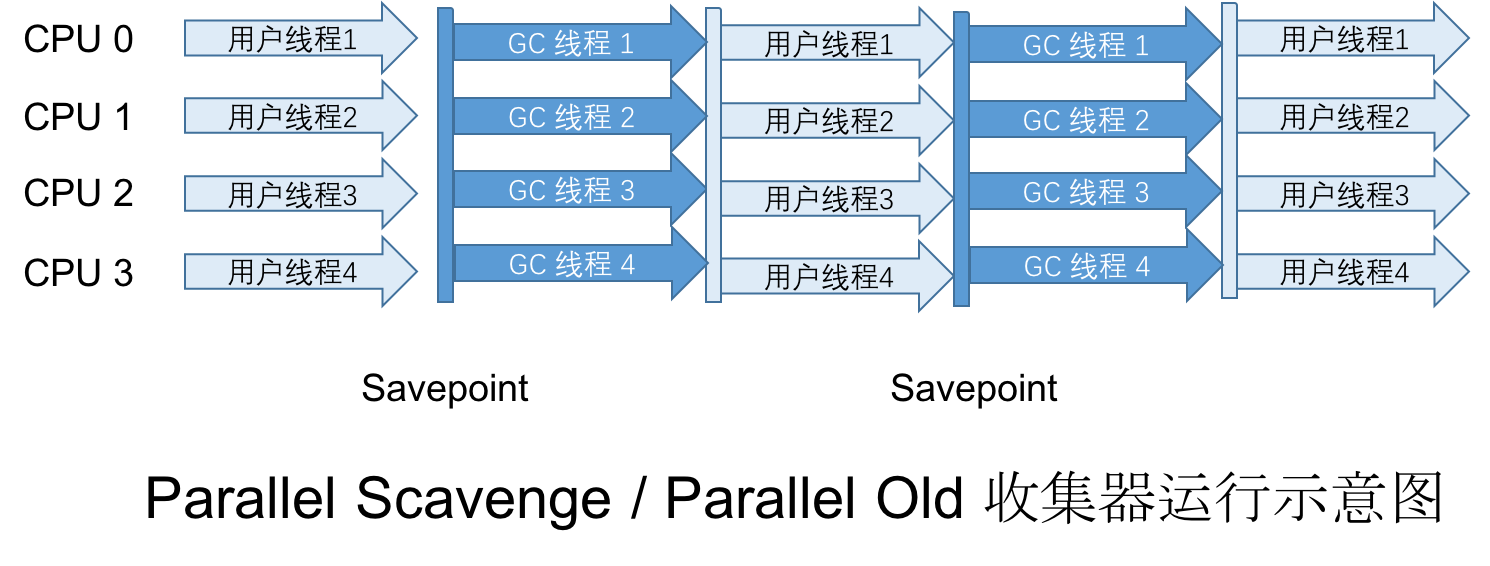 CPU 0 用户线程1 GC 线程 1 用户线程1 GC 线程 1 用户线程1
CPU 1 用户线程2 GC 线程 2 用户线程2 GC 线程 2 用户线程2
CPU 2 用户线程3 GC 线程 3 用户线程3 GC 线程 3 用户线程3
CPU 3 用户线程4 GC 线程 4 用户线程4 GC 线程 4 用户线程4
Savepoint Savepoint
Parallel Scavenge / Parallel Old 收集器运行示意图